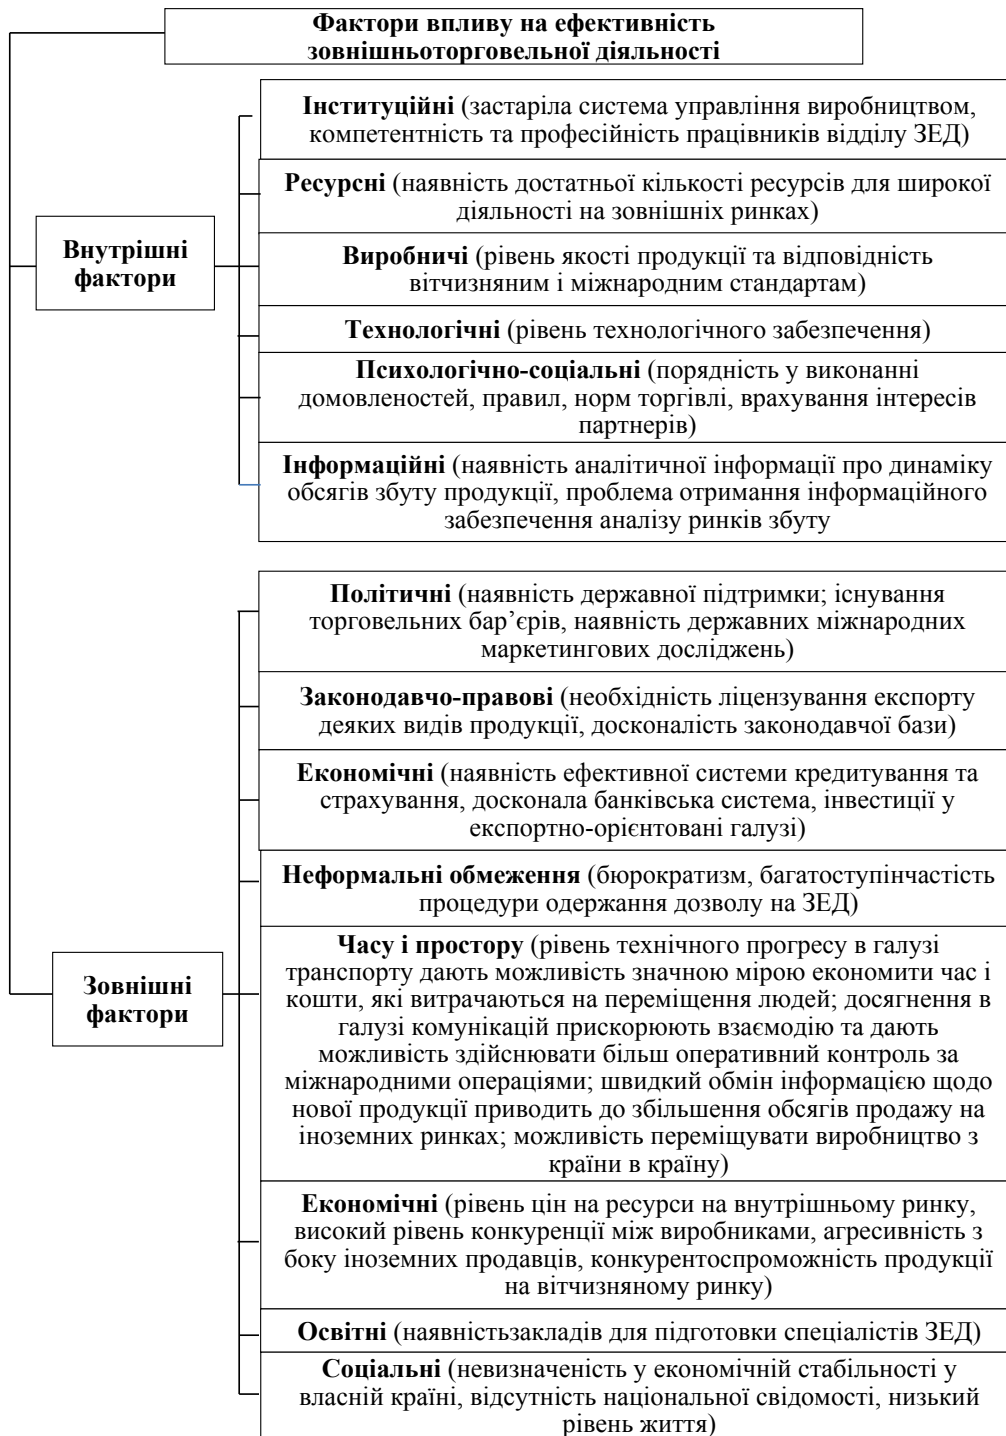 Фактори впливу на ефективність
зовнішньоторговельної діяльності
Інституційні (застаріла система управління виробництвом,
компетентність та професійність працівників відділу ЗЕД)
Ресурсні (наявність достатньої кількості ресурсів для широкої
діяльності на зовнішніх ринках)
Внутрішні
фактори
Виробничі (рівень якості продукції та відповідність
вітчизняним і міжнародним стандартам)
Технологічні (рівень технологічного забезпечення)
Психологічно-соціальні (порядність у виконанні
домовленостей, правил, норм торгівлі, врахування інтересів
партнерів)
Інформаційні (наявність аналітичної інформації про динаміку
обсягів збуту продукції, проблема отримання інформаційного
забезпечення аналізу ринків збуту
Політичні (наявність державної підтримки; існування
торговельних бар’єрів, наявність державних міжнародних
маркетингових досліджень)
Законодавчо-правові (необхідність ліцензування експорту
деяких видів продукції, досконалість законодавчої бази)
Економічні (наявність ефективної системи кредитування та
страхування, досконала банківська система, інвестиції у
експортно-орієнтовані галузі)
Неформальні обмеження (бюрократизм, багатоступінчастість
процедури одержання дозволу на ЗЕД)
Зовнішні
фактори
Часу і простору (рівень технічного прогресу в галузі
транспорту дають можливість значною мірою економити час і
кошти, які витрачаються на переміщення людей; досягнення в
галузі комунікацій прискорюють взаємодію та дають
можливість здійснювати більш оперативний контроль за
міжнародними операціями; швидкий обмін інформацією щодо
нової продукції приводить до збільшення обсягів продажу на
іноземних ринках; можливість переміщувати виробництво з
країни в країну)
Економічні (рівень цін на ресурси на внутрішньому ринку,
високий рівень конкуренції між виробниками, агресивність з
боку іноземних продавців, конкурентоспроможність продукції
на вітчизняному ринку)
Освітні (наявністьзакладів для підготовки спеціалістів ЗЕД)
Соціальні (невизначеність у економічній стабільності у
власній країні, відсутність національної свідомості, низький
рівень життя)